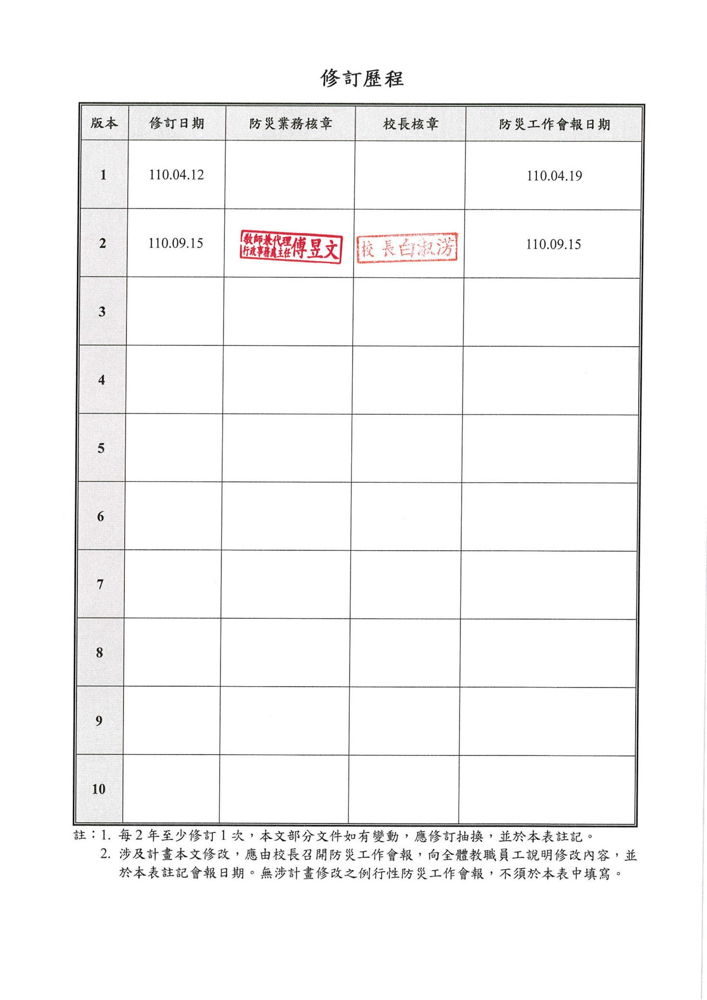 修訂歷程
版本 修訂日期 防災業務核章 校長核章 防災工作會報日期
1 110.04.12 110.04.19
2 110.09.15 教師兼代理行政事務處主任傅昱文 校長白淑淓 110.09.15
3
4
5
6
7
8
9
10
註：1. 每2年至少修訂1次，本文部分文件如有變動，應修訂抽換，並於本表註記。
2. 涉及計畫本文修改，應由校長召開防災工作會報，向全體教職員工說明修改內容，並
於本表註記會報日期。無涉計畫修改之例行性防災工作會報，不須於本表中填寫。